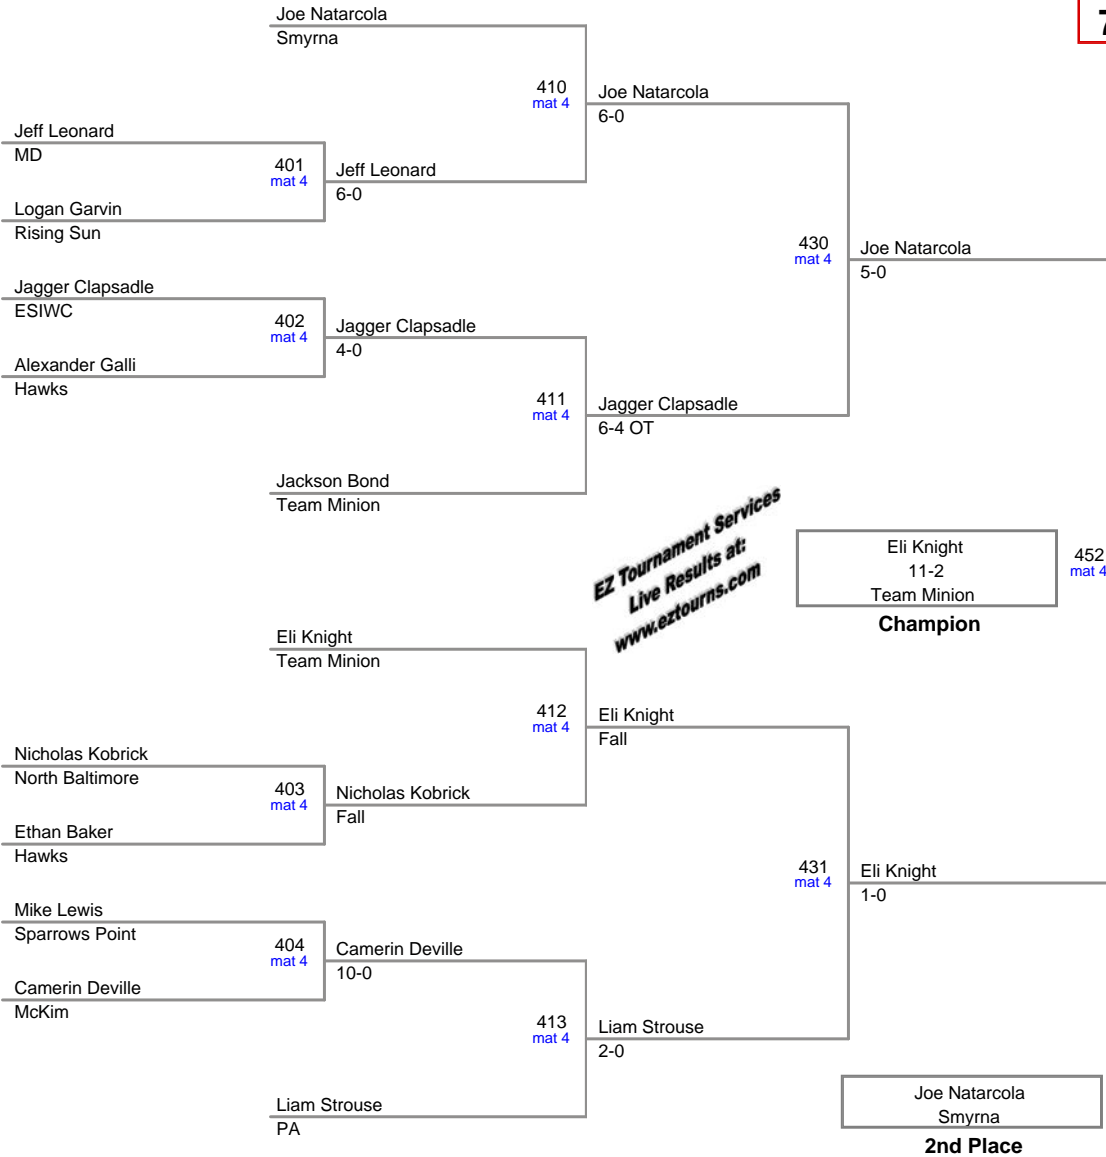 Joe Natarcola
Smyrna
7
410
mat 4
Joe Natarcola
6-0
Jeff Leonard
MD
401
mat 4
Jeff Leonard
6-0
Logan Garvin
Rising Sun
430
mat 4
Joe Natarcola
5-0
Jagger Clapsadle
ESIWC
402
mat 4
Jagger Clapsadle
4-0
Alexander Galli
Hawks
411
mat 4
Jagger Clapsadle
6-4 OT
Jackson Bond
Team Minion
EZ Tournament Services
Live Results at:
www.eztourns.com
Eli Knight
11-2
Team Minion
Champion
452
mat 4
Eli Knight
Team Minion
412
mat 4
Eli Knight
Fall
Nicholas Kobrick
North Baltimore
403
mat 4
Nicholas Kobrick
Fall
Ethan Baker
Hawks
431
mat 4
Eli Knight
1-0
Mike Lewis
Sparrows Point
404
mat 4
Camerin Deville
10-0
Camerin Deville
McKim
413
mat 4
Liam Strouse
2-0
Liam Strouse
PA
Joe Natarcola
Smyrna
2nd Place